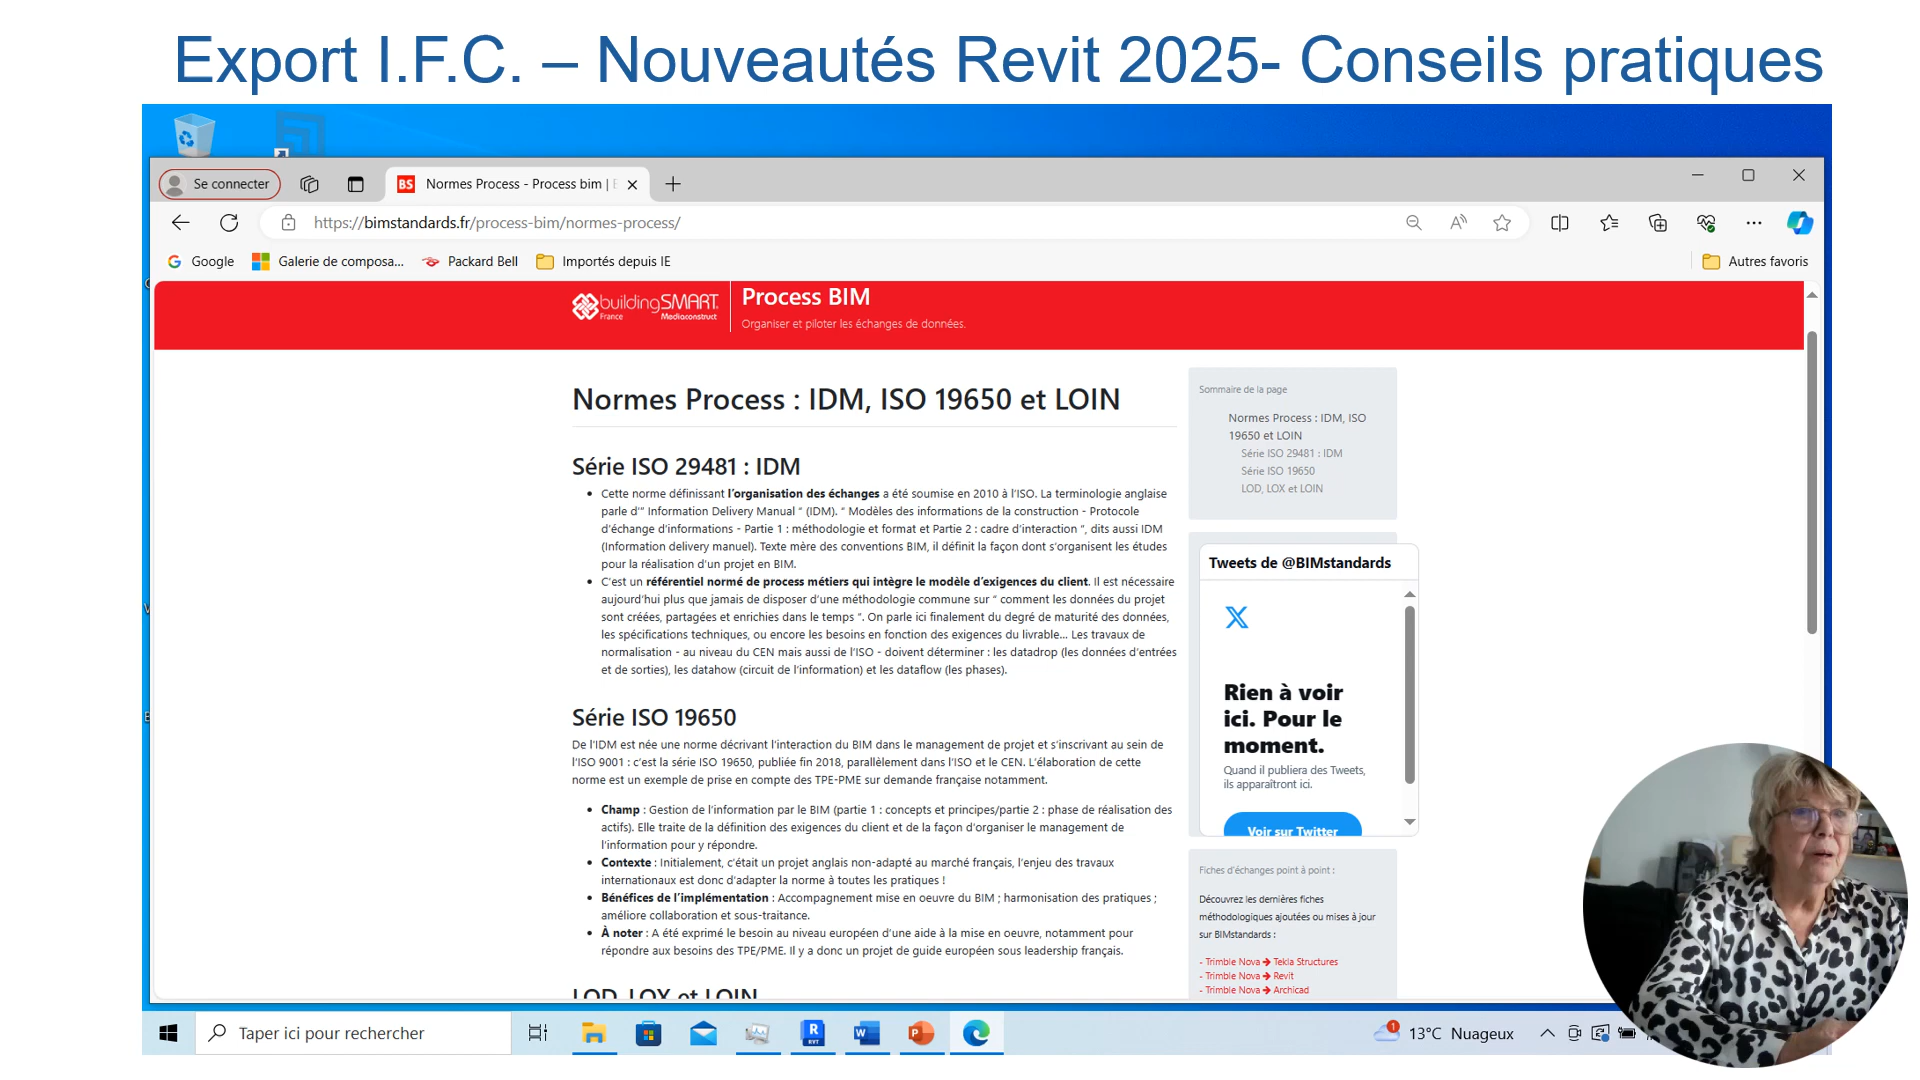 Export I.F.C. – Nouveautés Revit 2025- Conseils pratiques
Se connecter
BS Normes Process - Process bim |
https://bimstandards.fr/process-bim/normes-process/
Google
Galerie de composa...
Packard Bell
Importés depuis IE
Autres favoris
buildingSMART
France Mediaconstruct
Process BIM
Organiser et piloter les échanges de données.
Normes Process : IDM, ISO 19650 et LOIN
Série ISO 29481 : IDM
• Cette norme définissant l’organisation des échanges a été soumise en 2010 à l’ISO. La terminologie anglaise
parle d’“ Information Delivery Manual ” (IDM). “ Modèles des informations de la construction - Protocole
d’échange d’informations - Partie 1 : méthodologie et format et Partie 2 : cadre d’interaction ”, dits aussi IDM
(Information delivery manuel). Texte mère des conventions BIM, il définit la façon dont s’organisent les études
pour la réalisation d’un projet en BIM.
• C’est un référentiel normé de process métiers qui intègre le modèle d’exigences du client. Il est nécessaire
aujourd’hui plus que jamais de disposer d’une méthodologie commune sur “ comment les données du projet
sont créées, partagées et enrichies dans le temps ”. On parle ici finalement du degré de maturité des données,
les spécifications techniques, ou encore les besoins en fonction des exigences du livrable… Les travaux de
normalisation - au niveau du CEN mais aussi de l’ISO - doivent déterminer : les datadrop (les données d’entrées
et de sorties), les datahow (circuit de l’information) et les dataflow (les phases).
Série ISO 19650
De l’IDM est née une norme décrivant l’interaction du BIM dans le management de projet et s’inscrivant au sein de
l’ISO 9001 : c’est la série ISO 19650, publiée fin 2018, parallèlement dans l’ISO et le CEN. L’élaboration de cette
norme est un exemple de prise en compte des TPE-PME sur demande française notamment.
• Champ : Gestion de l’information par le BIM (partie 1 : concepts et principes/partie 2 : phase de réalisation des
actifs). Elle traite de la définition des exigences du client et de la façon d’organiser le management de
l’information pour y répondre.
• Contexte : Initialement, c’était un projet anglais non-adapté au marché français, l’enjeu des travaux
internationaux est donc d’adapter la norme à toutes les pratiques !
• Bénéfices de l’implémentation : Accompagnement mise en oeuvre du BIM ; harmonisation des pratiques ;
améliore collaboration et sous-traitance.
• À noter : A été exprimé le besoin au niveau européen d’une aide à la mise en oeuvre, notamment pour
répondre aux besoins des TPE/PME. Il y a donc un projet de guide européen sous leadership français.
LOD, LOX et LOIN
Sommaire de la page
Normes Process : IDM, ISO
19650 et LOIN
Série ISO 29481 : IDM
Série ISO 19650
LOD, LOX et LOIN
Tweets de @BIMstandards
Rien à voir
ici. Pour le
moment.
Quand il publiera des Tweets,
ils apparaîtront ici.
Voir sur Twitter
Fiches d’échanges point à point :
Découvrez les dernières fiches
méthodologiques ajoutées ou mises à jour
sur BIMstandards :
- Trimble Nova → Tekla Structures
- Trimble Nova → Revit
- Trimble Nova → Archicad
Taper ici pour rechercher
13°C Nuageux